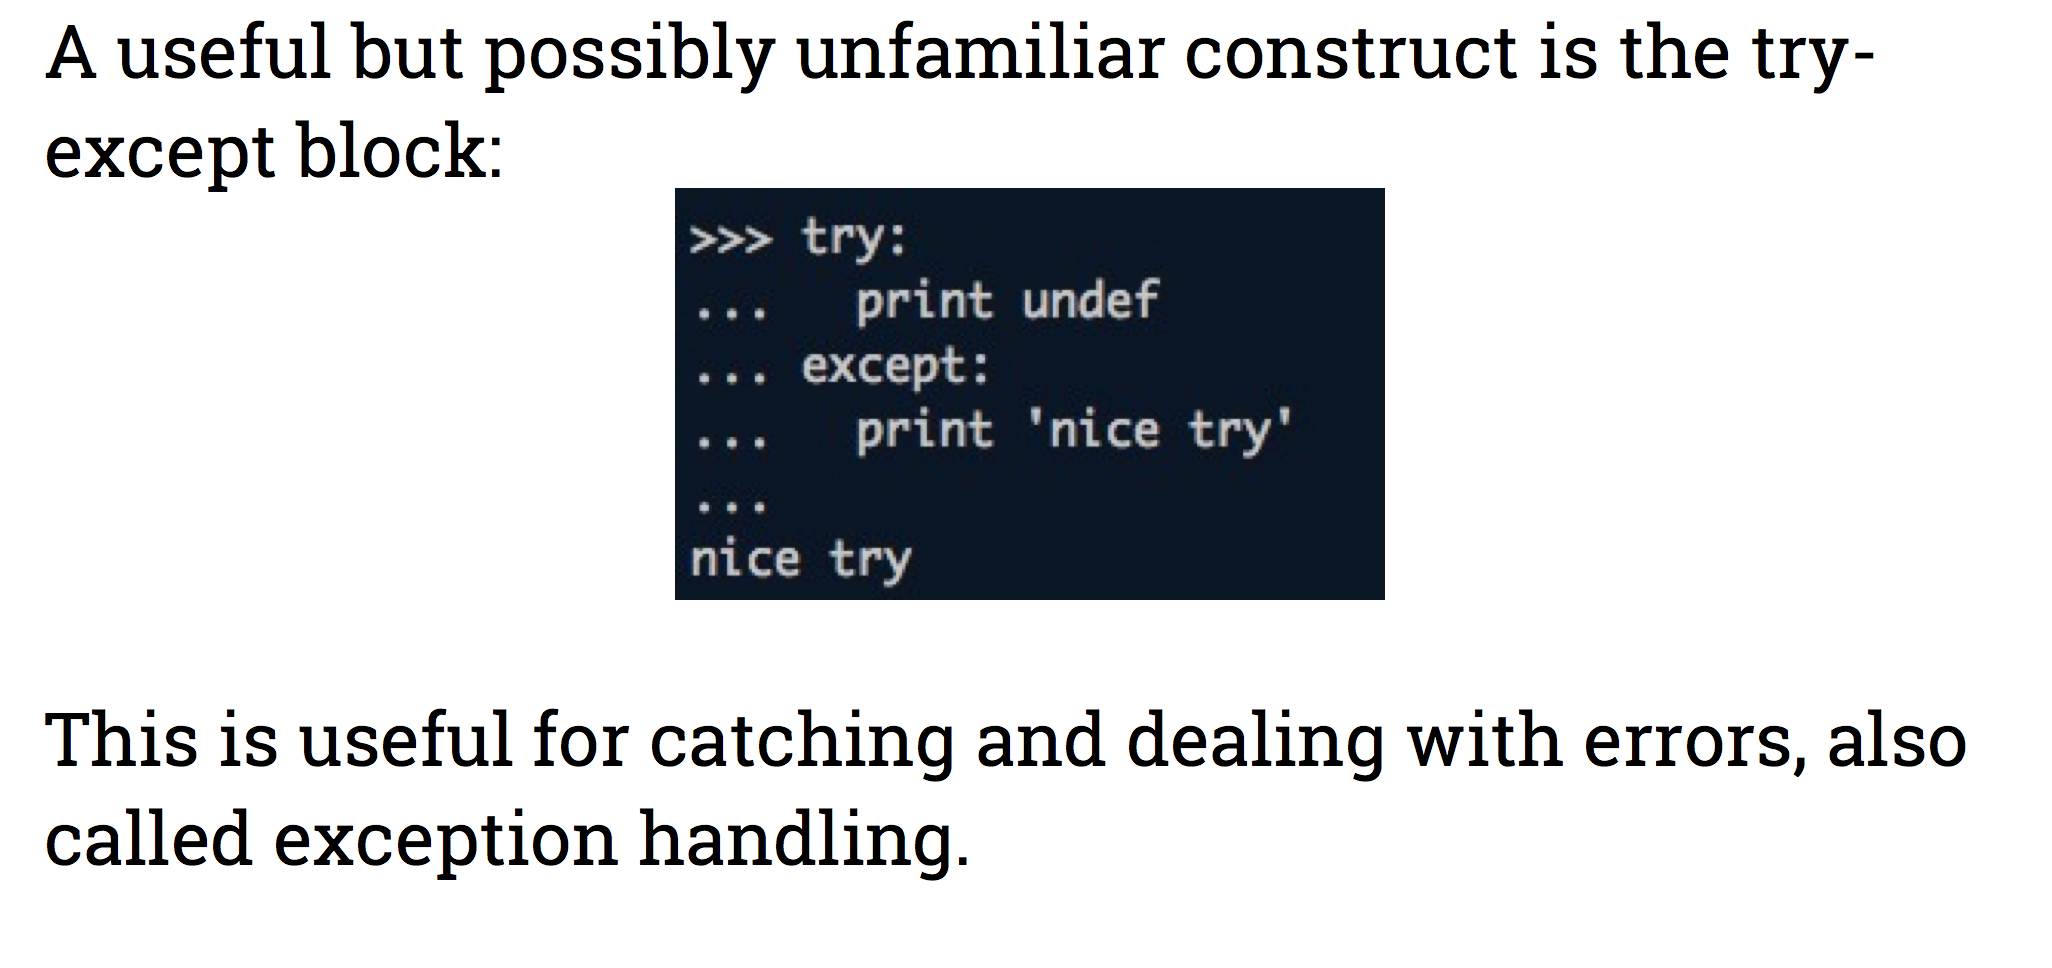 A useful but possibly unfamiliar construct is the try-
except block:
>>> try:
...   print undef
... except:
...   print 'nice try'
...
nice try
This is useful for catching and dealing with errors, also
called exception handling.